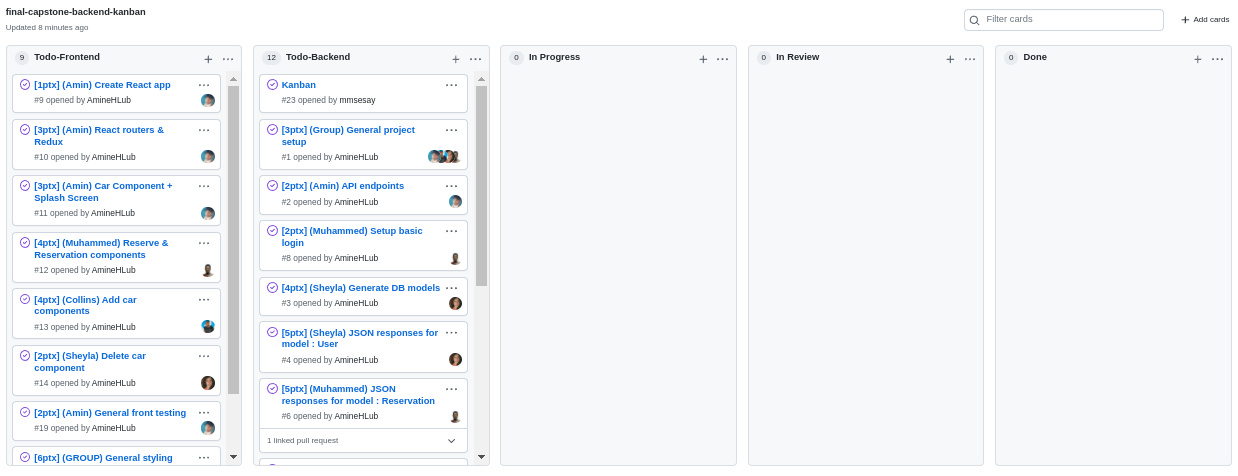 final-capstone-backend-kanban
Updated 8 minutes ago
Filter cards
Add cards
9 Todo-Frontend
[1ptx] (Amin) Create React app
#9 opened by AmineHLub
[3ptx] (Amin) React routers &
Redux
#10 opened by AmineHLub
[3ptx] (Amin) Car Component +
Splash Screen
#11 opened by AmineHLub
[4ptx] (Muhammed) Reserve &
Reservation components
#12 opened by AmineHLub
[4ptx] (Collins) Add car
components
#13 opened by AmineHLub
[2ptx] (Sheyla) Delete car
component
#14 opened by AmineHLub
[2ptx] (Amin) General front testing
#19 opened by AmineHLub
[6ptx] (GROUP) General styling
12 Todo-Backend
Kanban
#23 opened by mmsesay
[3ptx] (Group) General project
setup
#1 opened by AmineHLub
[2ptx] (Amin) API endpoints
#2 opened by AmineHLub
[2ptx] (Muhammed) Setup basic
login
#8 opened by AmineHLub
[4ptx] (Sheyla) Generate DB models
#3 opened by AmineHLub
[5ptx] (Sheyla) JSON responses for
model : User
#4 opened by AmineHLub
[5ptx] (Muhammed) JSON
responses for model : Reservation
#6 opened by AmineHLub
1 linked pull request
0 In Progress
0 In Review
0 Done